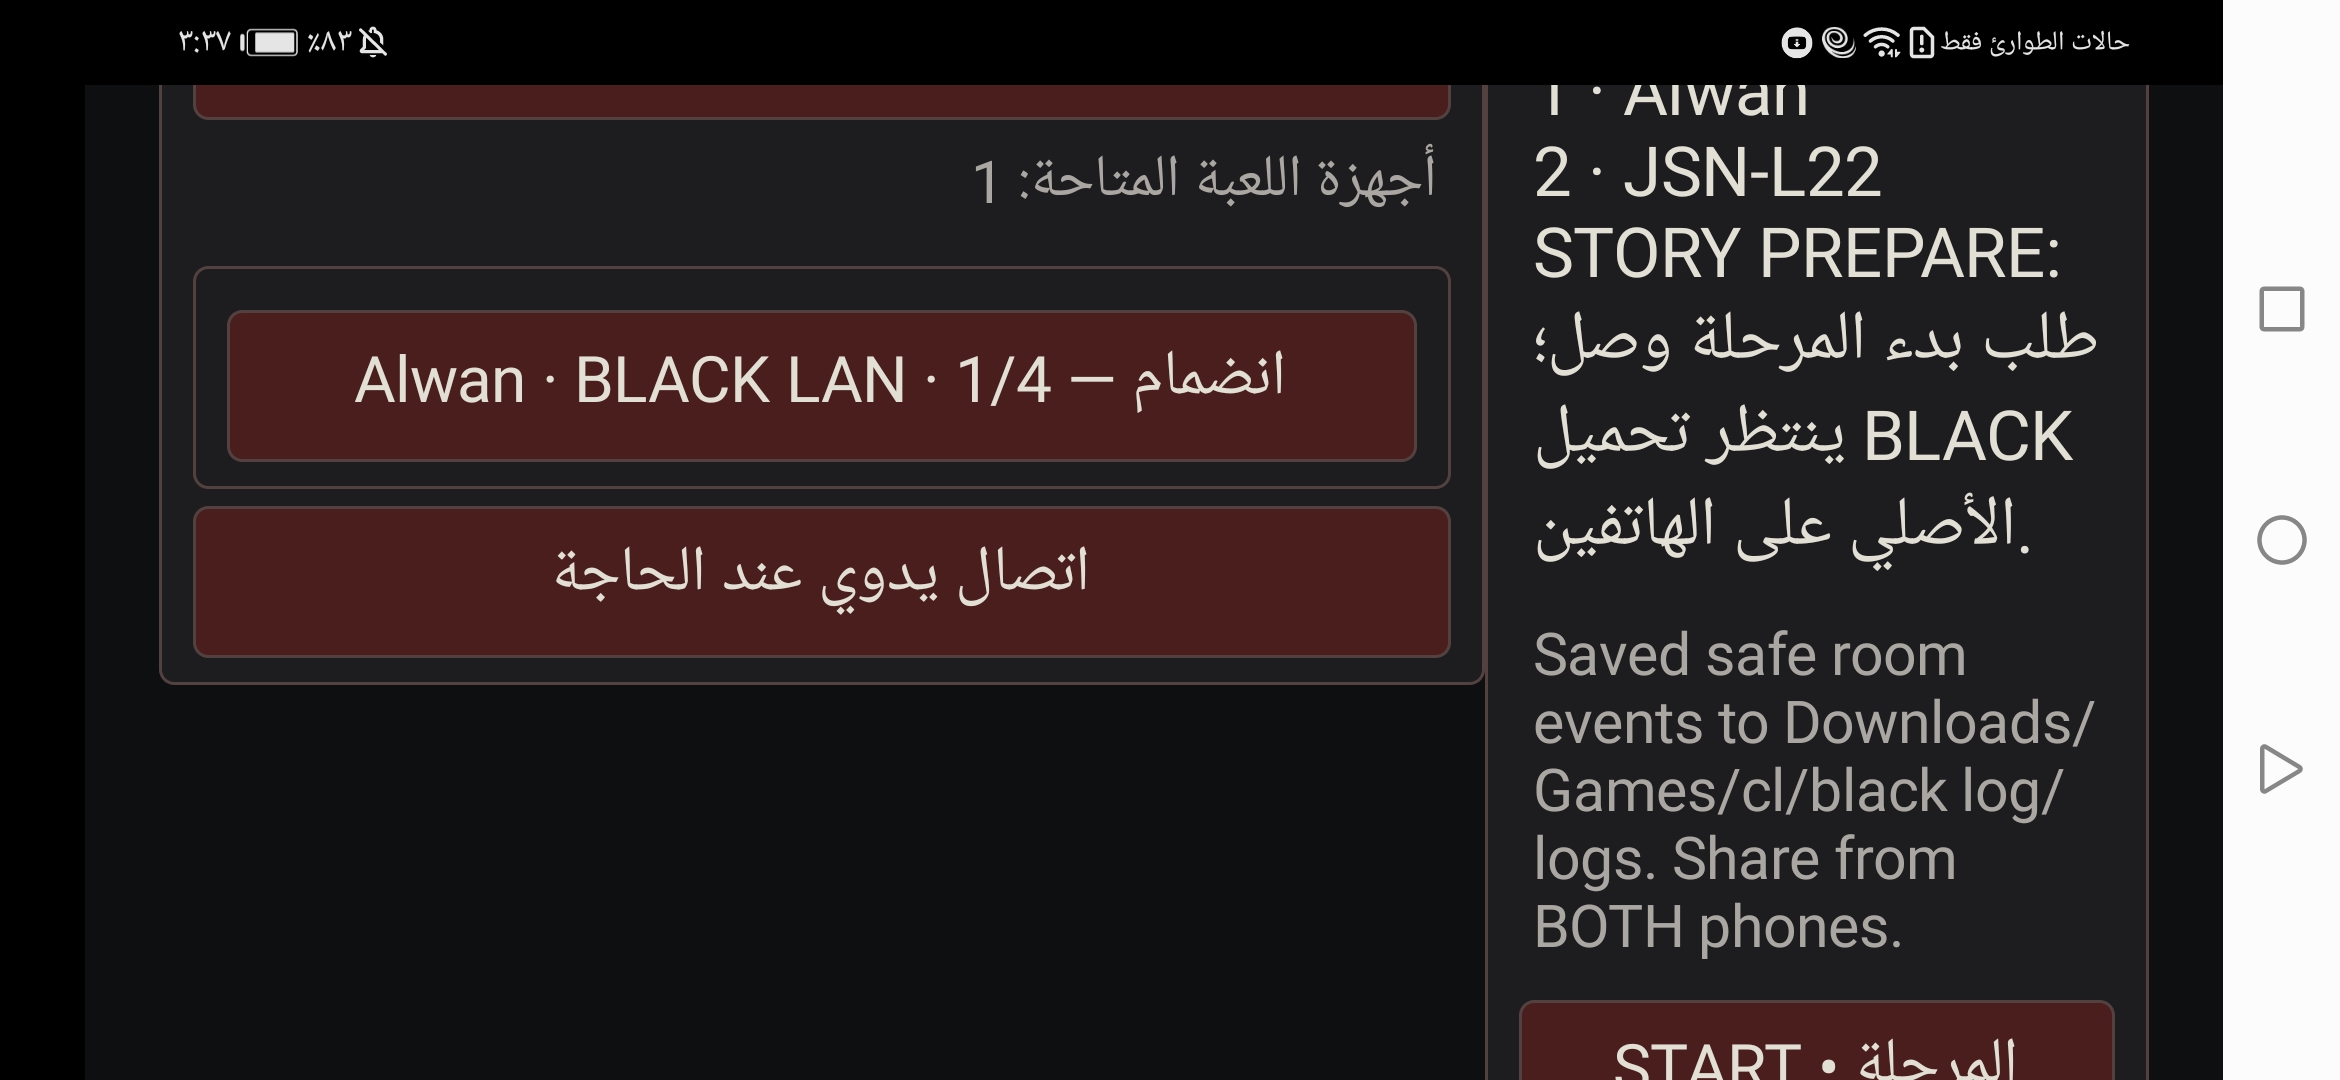 حالات الطوارئ فقط
٪٨٣
٣:٣٧
أجهزة اللعبة المتاحة: 1
Alwan · BLACK LAN · 1/4 — انضمام
اتصال يدوي عند الحاجة
1 · Alwan
2 · JSN-L22
STORY PREPARE:
طلب بدء المرحلة وصل؛
ينتظر تحميل BLACK
الأصلي على الهاتفين.
Saved safe room
events to Downloads/
Games/cl/black log/
logs. Share from
BOTH phones.
START • المرحلة